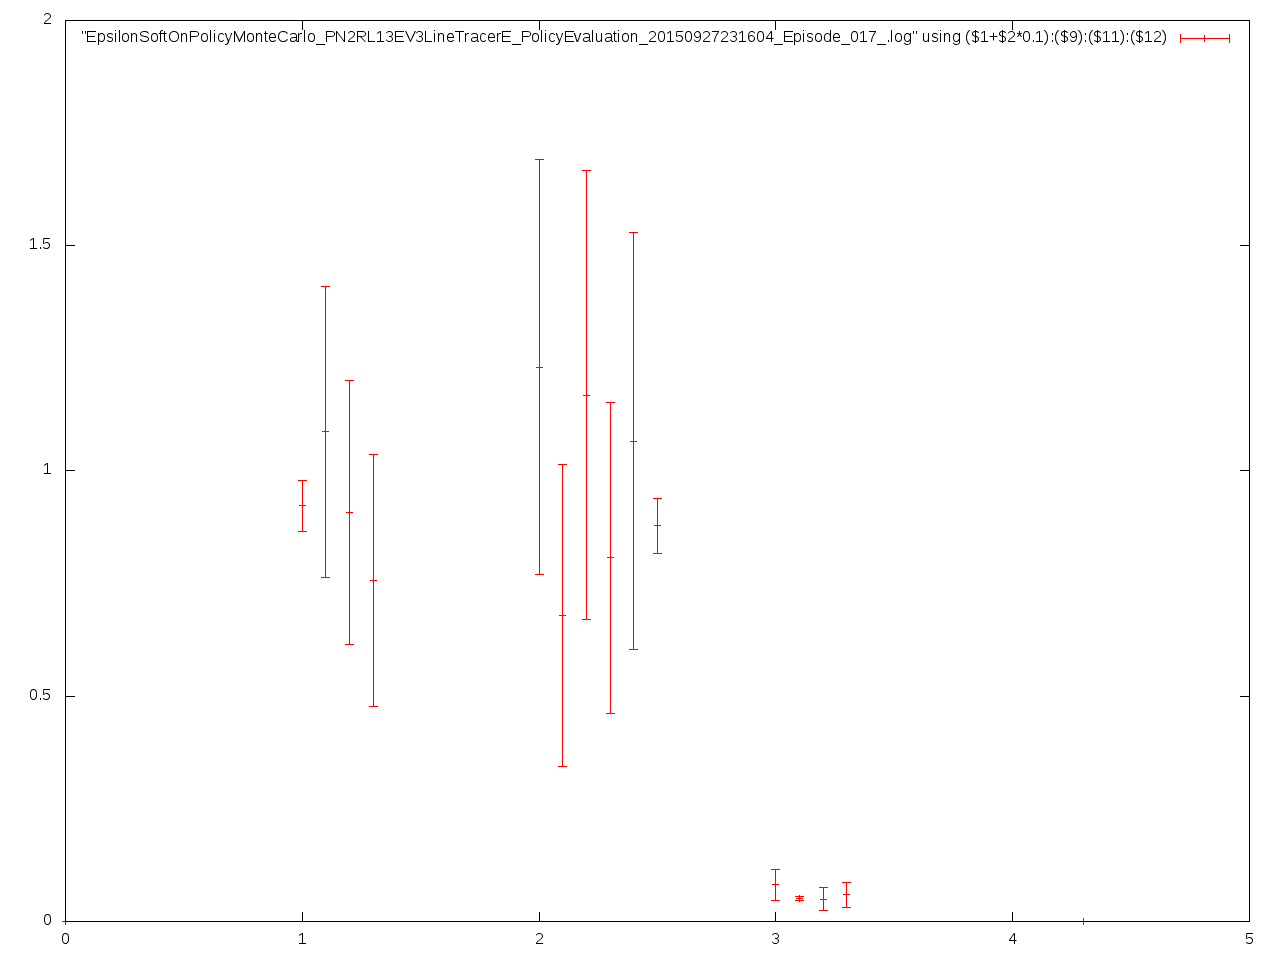 2
"EpsilonSoftOnPolicyMonteCarlo_PN2RL13EV3LineTracerE_PolicyEvaluation_20150927231604_Episode_017_.log" using ($1+$2*0.1):($9):($11):($12)
1.5
1
0.5
0
0 1 2 3 4 5